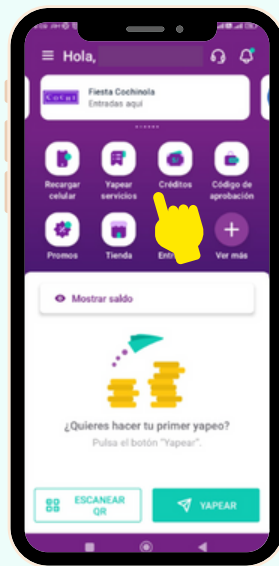 Hola,
Fiesta Cochinola
Entradas aquí
Recargar
celular
Yapear
servicios
Créditos
Código de
aprobación
Promos
Tienda
Ver más
Mostrar saldo
¿Quieres hacer tu primer yapeo?
Pulsa el botón "Yapear".
ESCANEAR
QR
YAPEAR